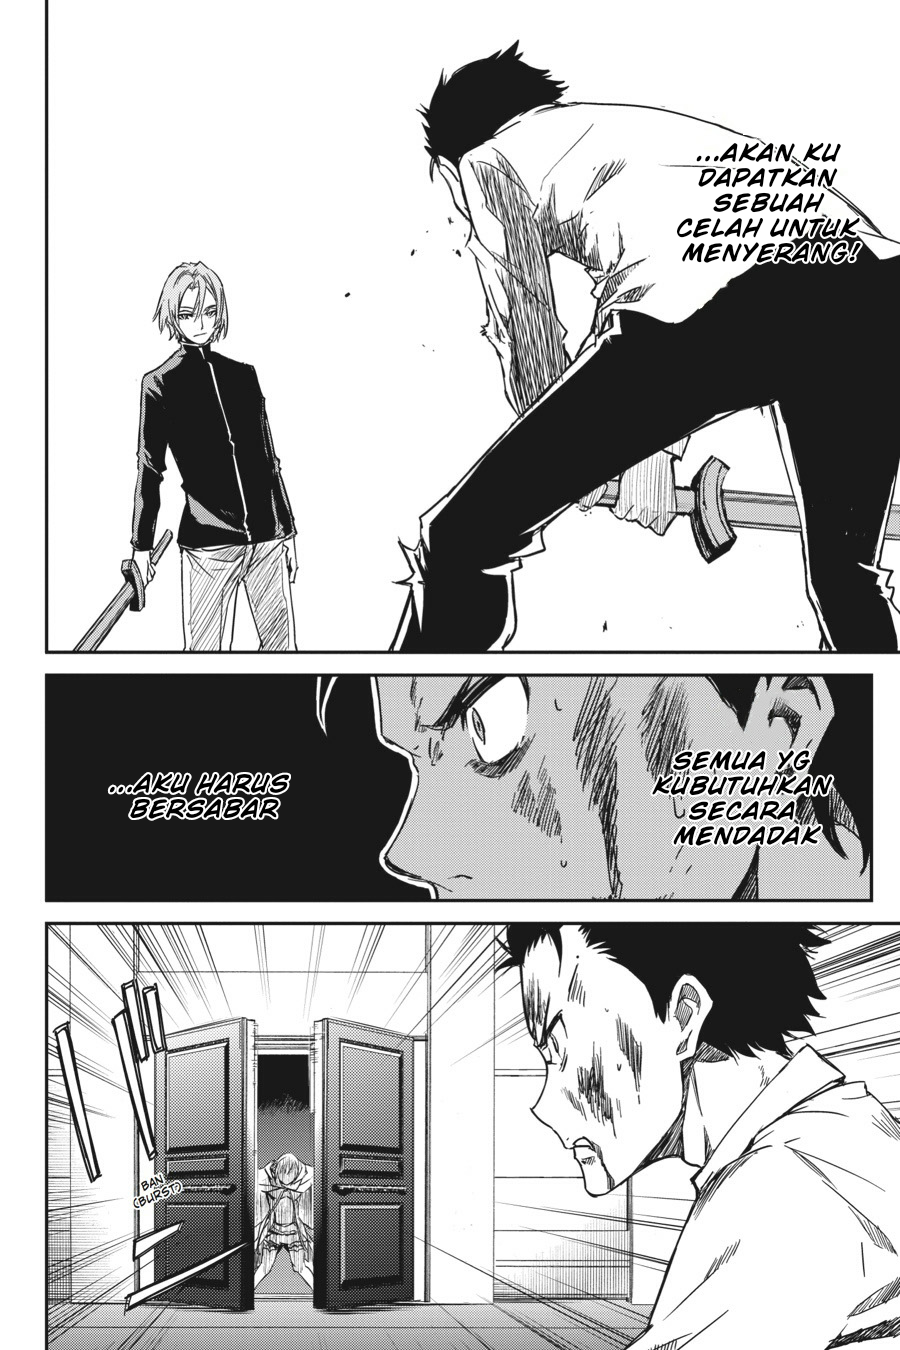 ...AKAN KU
DAPATKAN
SEBUAH
CELAH UNTUK
MENYERANG!
SEMUA YG
KUBUTUHKAN
SECARA
MENDADAK
...AKU HARUS
BERSABAR
BAN
(BURST)